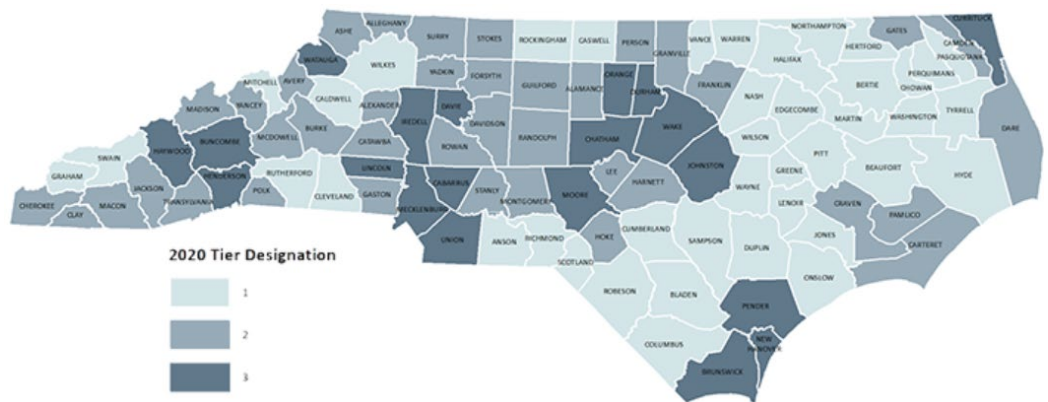 CURRITUCK
ALLEGHANY
NORTHAMPTON
ASHE
SURRY
STOKES
ROCKINGHAM
CASWELL
PERSON
VANCE
WARREN
GATES
CAMDEN
GRANVILLE
HERTFORD
PASQUOTANK
WATAUGA
WILKES
HALIFAX
PERQUIMANS
MITCHELL
AVERY
YADKIN
FORSYTH
GUILFORD
ALAMANCE
ORANGE
DURHAM
FRANKLIN
BERTIE
CHOWAN
CALDWELL
NASH
MADISON
YANCEY
ALEXANDER
IREDELL
DAVIE
EDGECOMBE
MARTIN
WASHINGTON
TYRRELL
DARE
BURKE
DAVIDSON
RANDOLPH
WAKE
MCDOWELL
CATAWBA
ROWAN
CHATHAM
WILSON
HAYWOOD
BUNCOMBE
PITT
SWAIN
LINCOLN
JOHNSTON
BEAUFORT
HYDE
GRAHAM
RUTHERFORD
LEE
GREENE
HENDERSON
CABARRUS
HARNETT
WAYNE
JACKSON
POLK
CLEVELAND
GASTON
STANLY
MONTGOMERY
MOORE
LENOIR
CRAVEN
CHEROKEE
MACON
TRANSYLVANIA
MECKLENBURG
PAMLICO
CLAY
CUMBERLAND
JONES
UNION
ANSON
RICHMOND
HOKE
SAMPSON
DUPLIN
CARTERET
SCOTLAND
ONSLOW
ROBESON
BLADEN
PENDER
COLUMBUS
NEW
HANOVER
BRUNSWICK
2020 Tier Designation
1
2
3